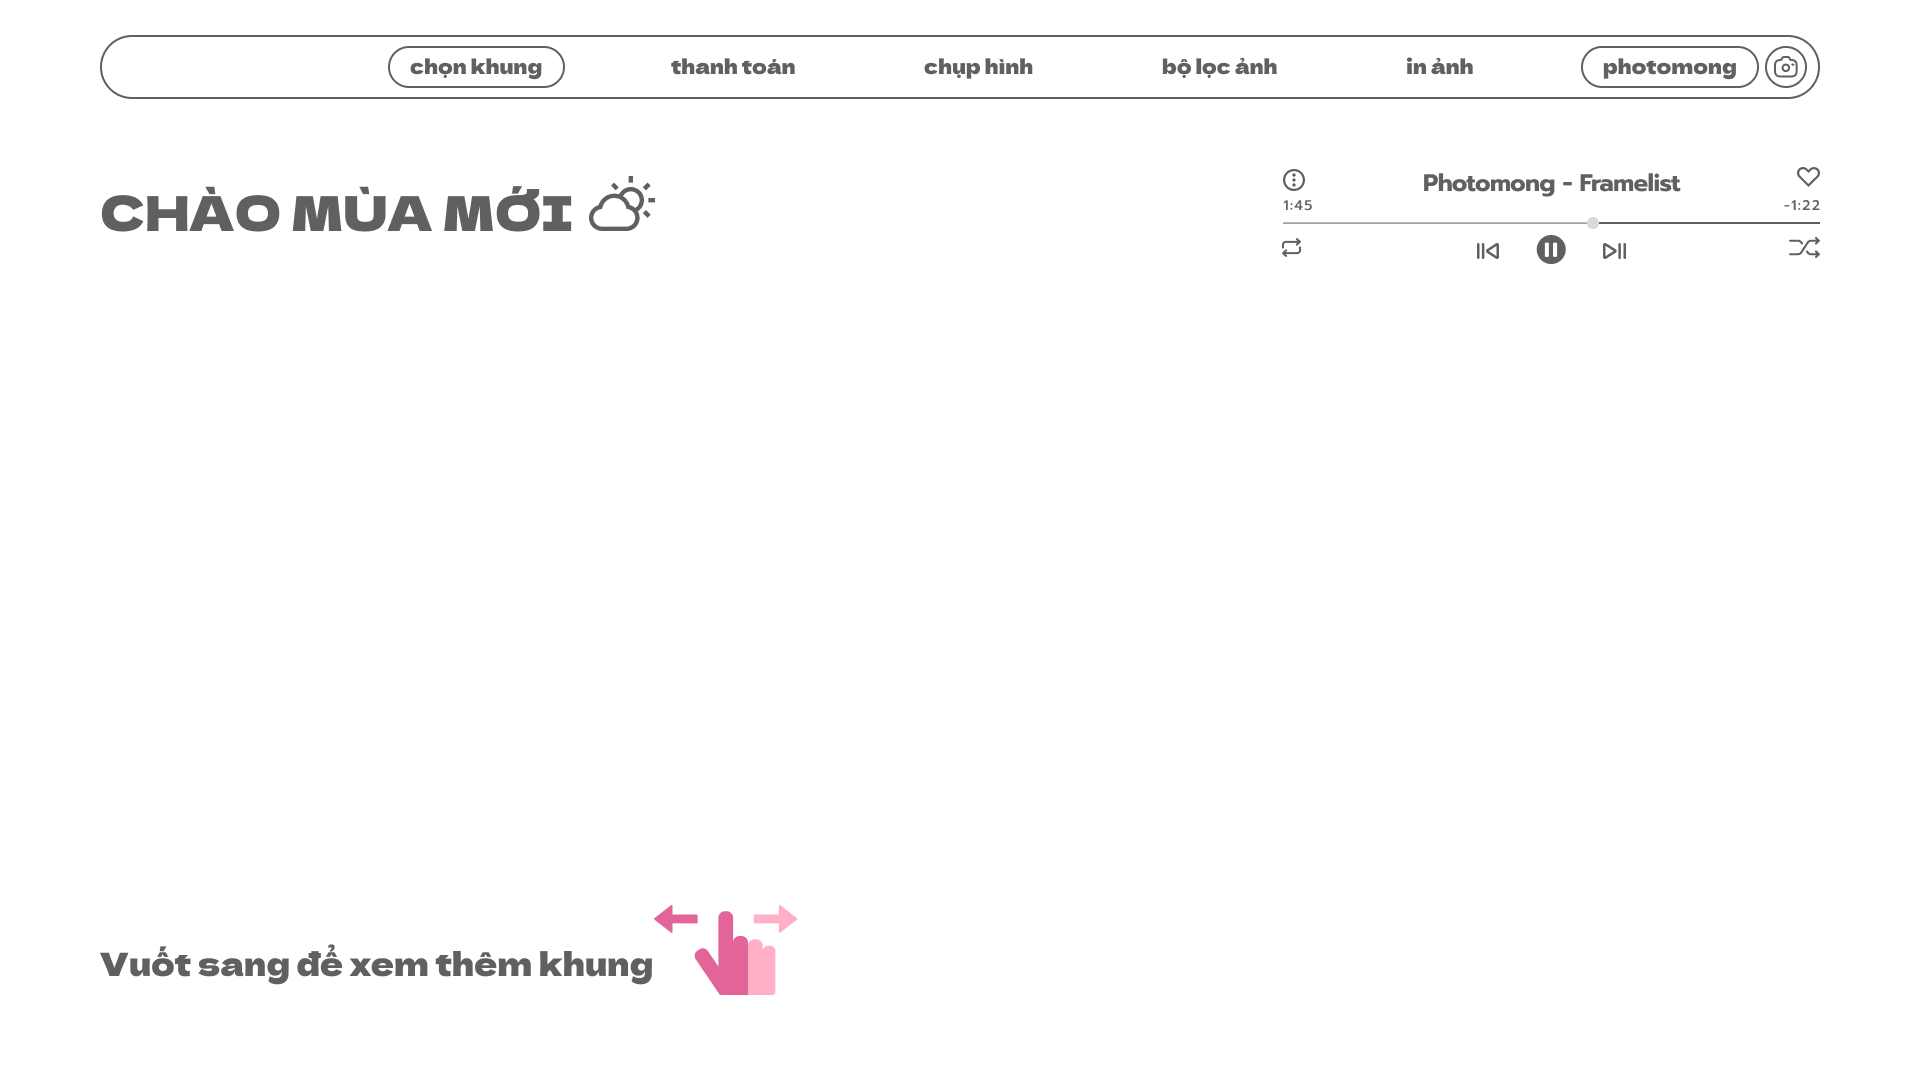 chọn khung
thanh toán
chụp hình
bộ lọc ảnh
in ảnh
photomong
CHÀO MÙA MỚI
Photomong - Framelist
1:45
-1:22
Vuốt sang để xem thêm khung